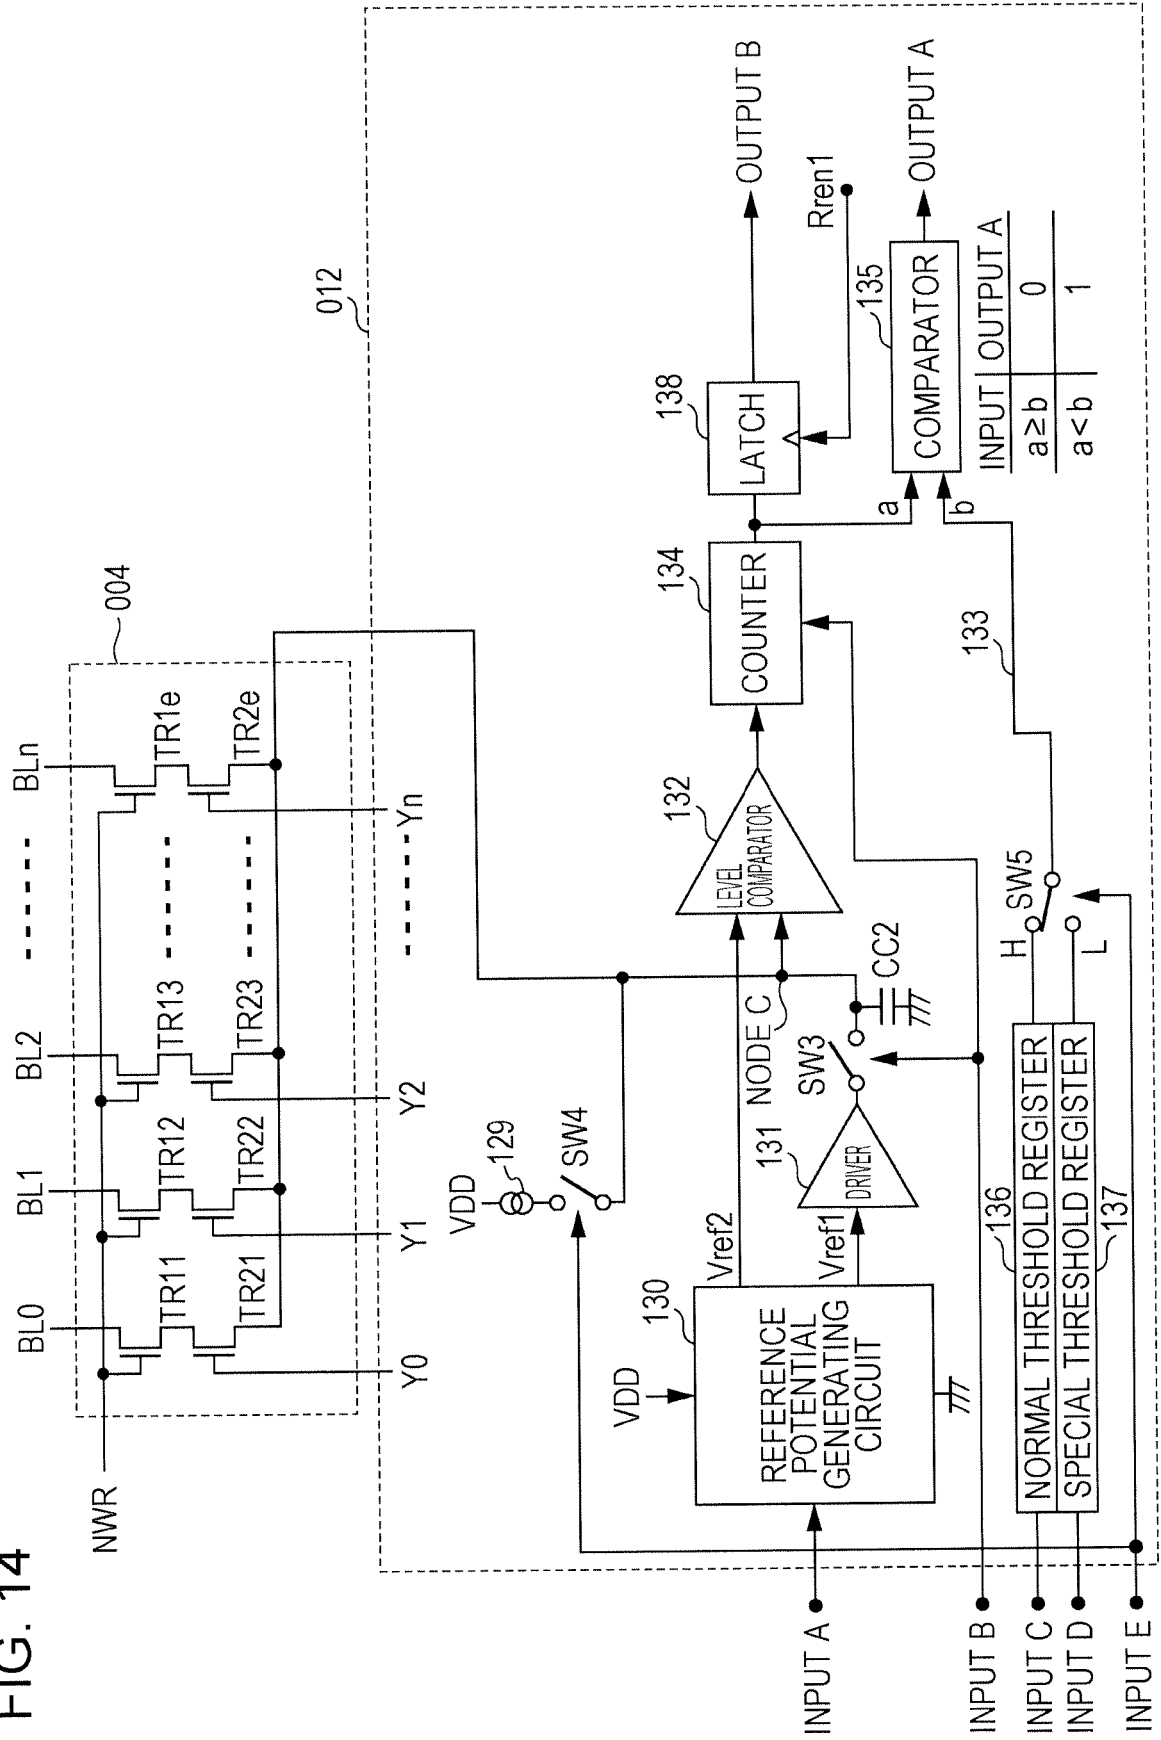 FIG. 14
BL0
BL1
BL2
BLn
004
NWR
TR11
TR12
TR13
TR1e
TR21
TR22
TR23
TR2e
Y0
Y1
Y2
Yn
012
VDD
129
SW4
VDD
130
REFERENCE
POTENTIAL
GENERATING
CIRCUIT
Vref2
Vref1
131
DRIVER
SW3
NODE C
CC2
132
LEVEL
COMPARATOR
134
COUNTER
138
LATCH
OUTPUT B
Rren1
a
b
135
COMPARATOR
OUTPUT A
INPUT OUTPUT A
a≥b 0
a<b 1
133
SW5
H
L
136
NORMAL THRESHOLD REGISTER
SPECIAL THRESHOLD REGISTER
137
INPUT A
INPUT B
INPUT C
INPUT D
INPUT E